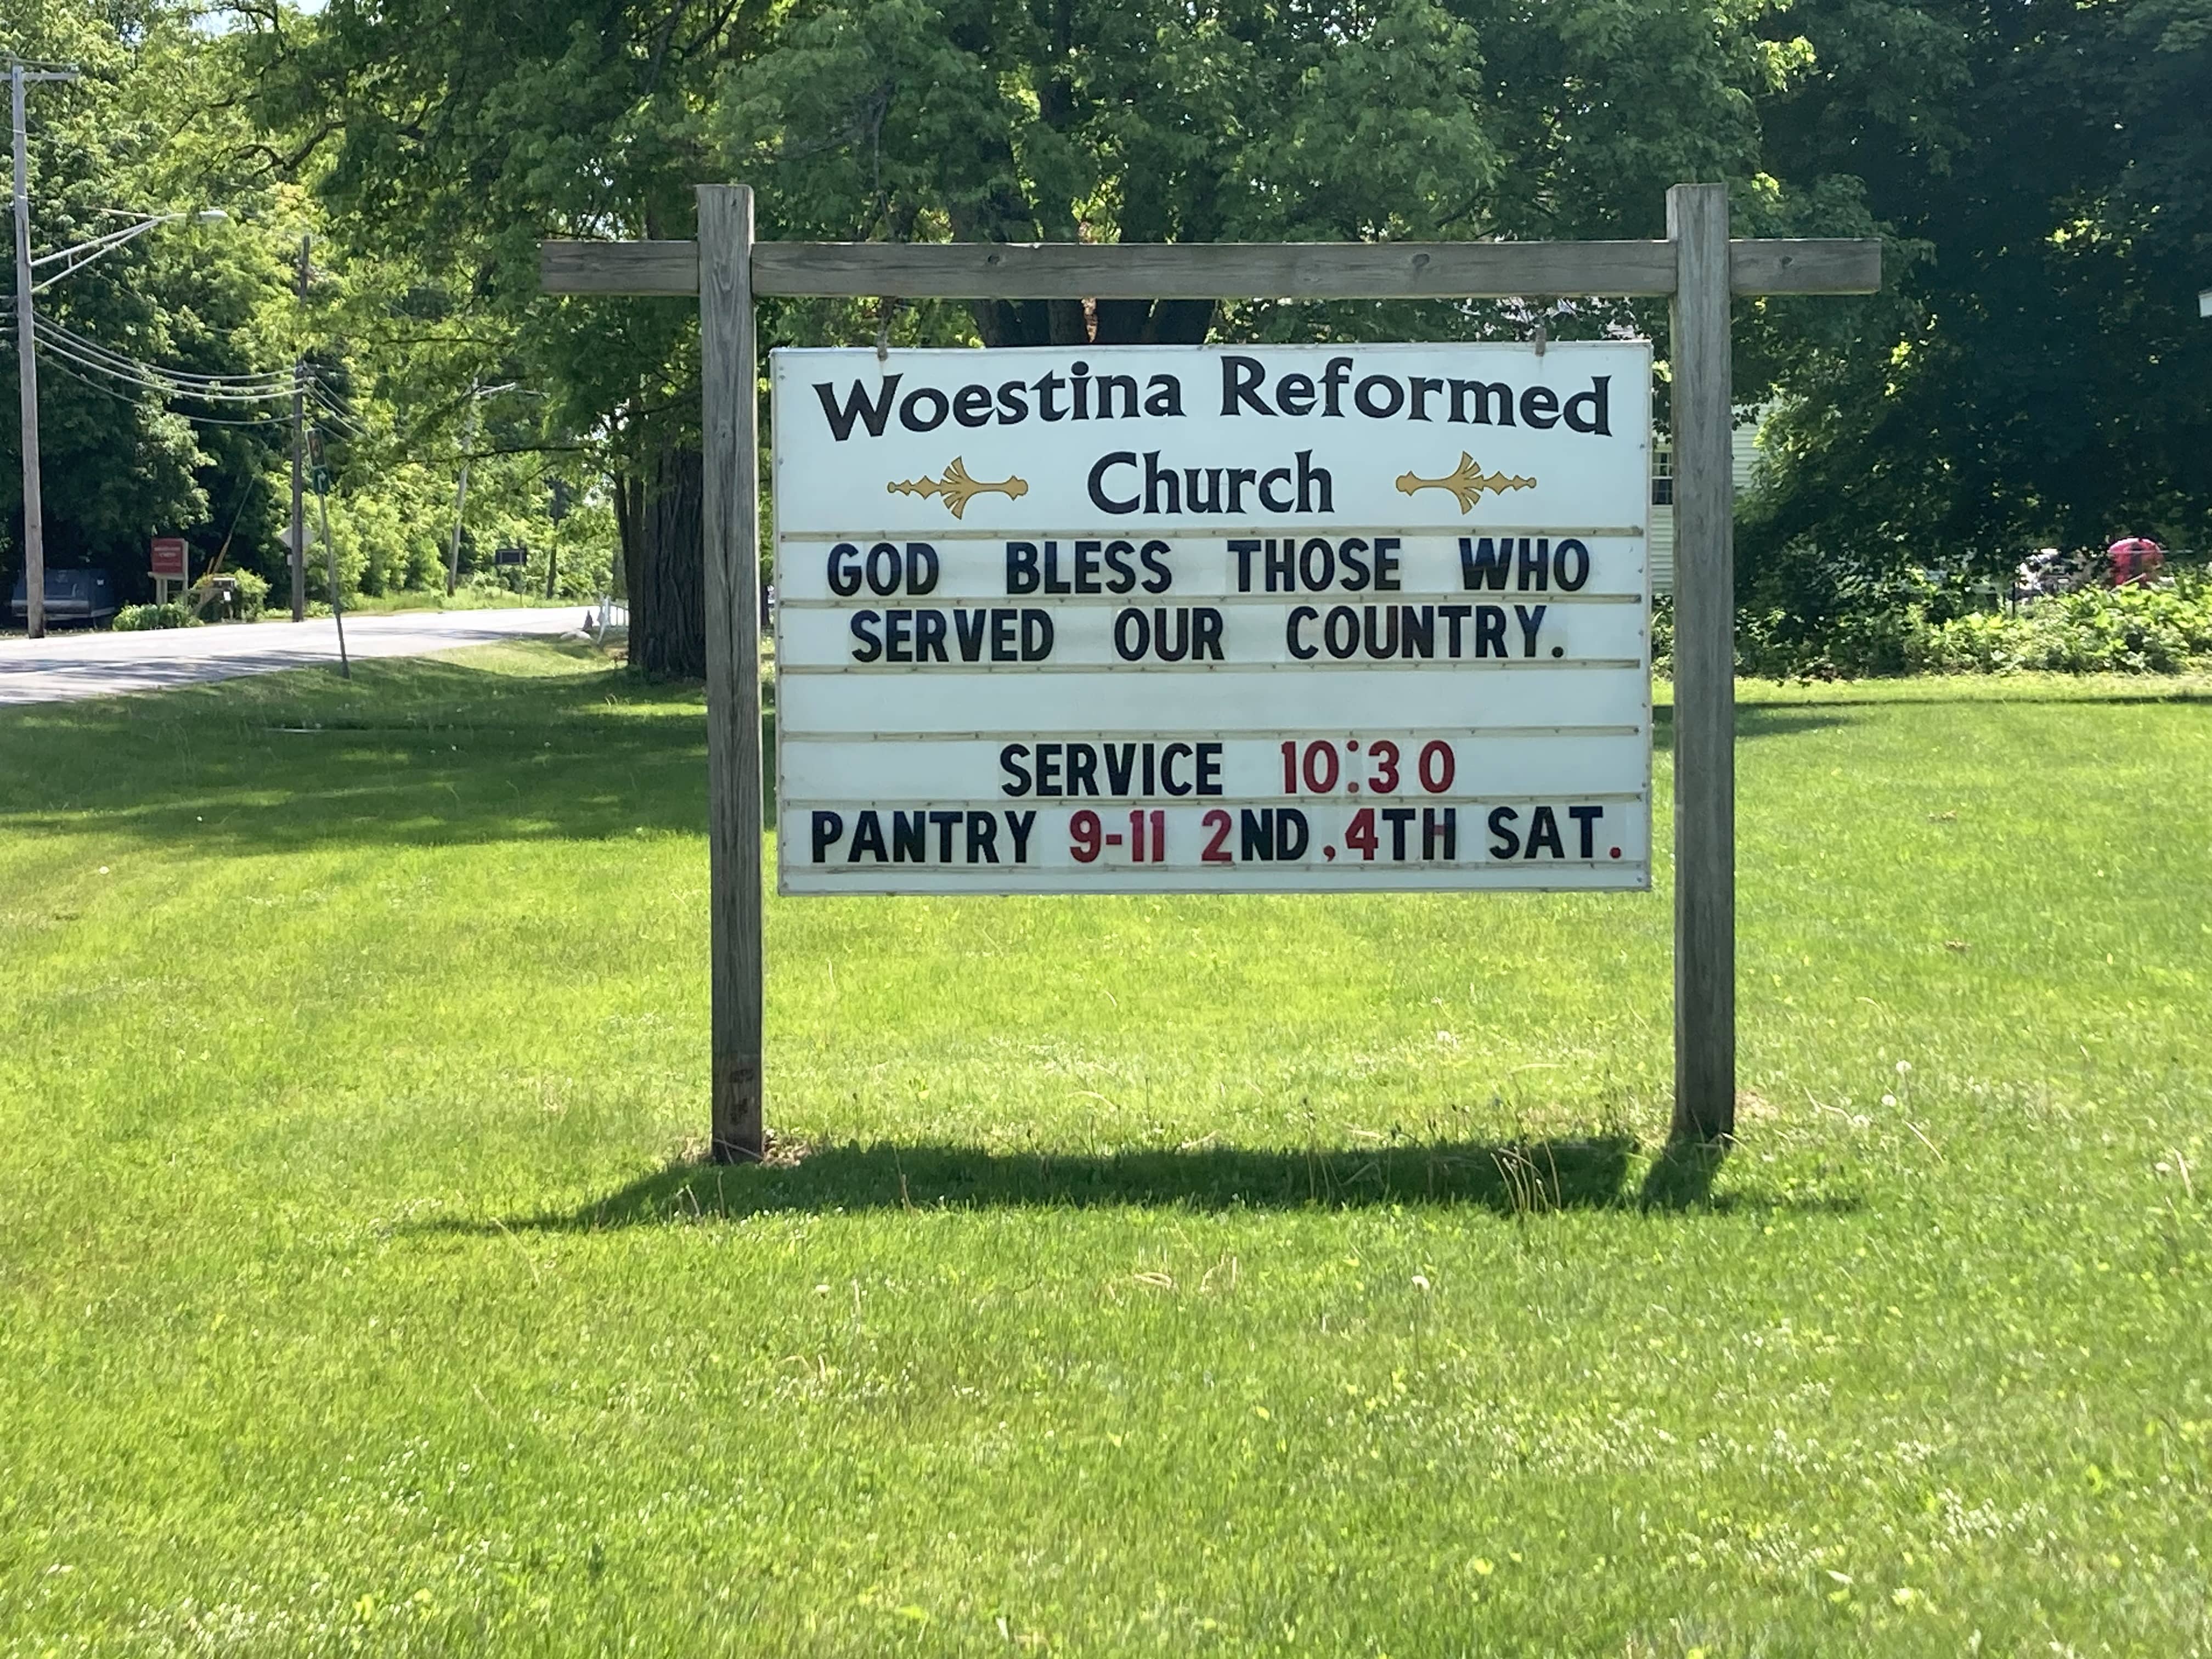 Woestina Reformed
Church
GOD BLESS THOSE WHO
SERVED OUR COUNTRY.
SERVICE 10:30
PANTRY 9-11 2ND,4TH SAT.